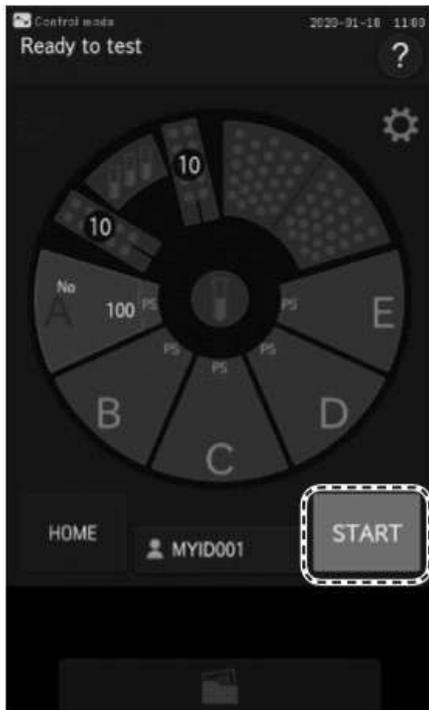 Control mode 2020-01-18 11:00
Ready to test
?
10
10
No
A 100 PS
PS PS PS PS
E
B D
C
HOME
MYID001
START